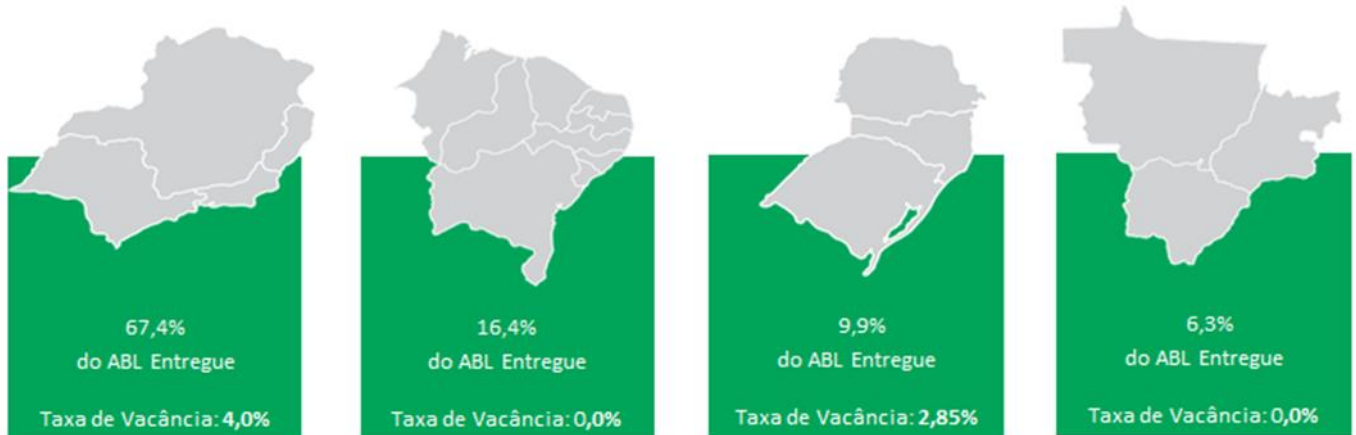 67,4%
do ABL Entregue
Taxa de Vacância: 4,0%
16,4%
do ABL Entregue
Taxa de Vacância: 0,0%
9,9%
do ABL Entregue
Taxa de Vacância: 2,85%
6,3%
do ABL Entregue
Taxa de Vacância: 0,0%